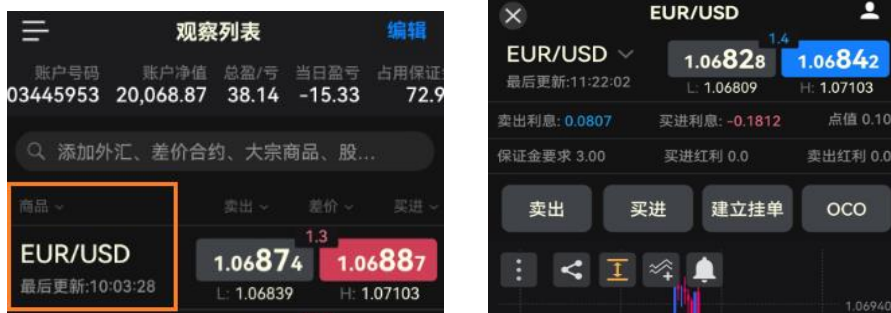 观察列表
编辑
账户号码 账户净值 总盈/亏 当日盈亏 占用保证
03445953 20,068.87 38.14 -15.33 72.9
添加外汇、差价合约、大宗商品、股...
商品 卖出 差价 买进
EUR/USD
最后更新:10:03:28
1.3
1.06874 1.06887
L: 1.06839 H: 1.07103
EUR/USD
EUR/USD
最后更新:11:22:02
1.4
1.06828 1.06842
L: 1.06809 H: 1.07103
卖出利息: 0.0807 买进利息: -0.1812 点值 0.10
保证金要求 3.00 买进红利 0.0 卖出红利 0.0
卖出 买进 建立挂单 OCO
1.06940